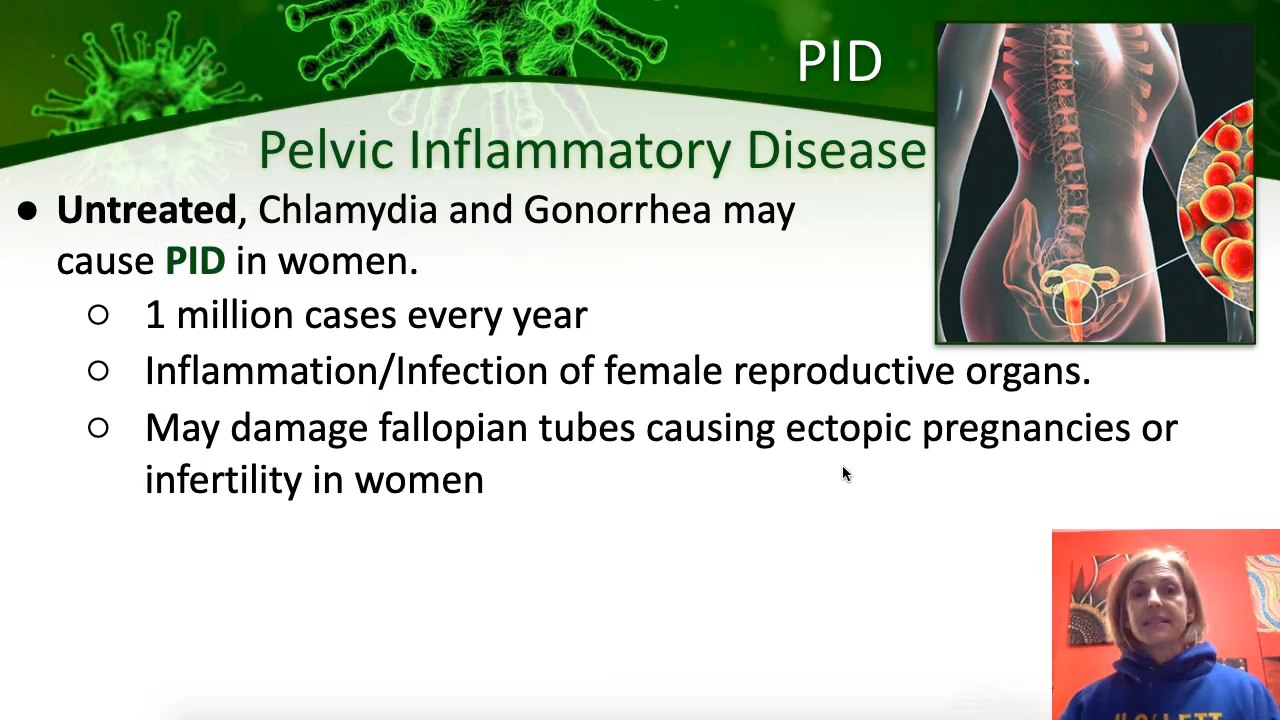 PID
Pelvic Inflammatory Disease
● Untreated, Chlamydia and Gonorrhea may
cause PID in women.
○ 1 million cases every year
○ Inflammation/Infection of female reproductive organs.
○ May damage fallopian tubes causing ectopic pregnancies or
infertility in women